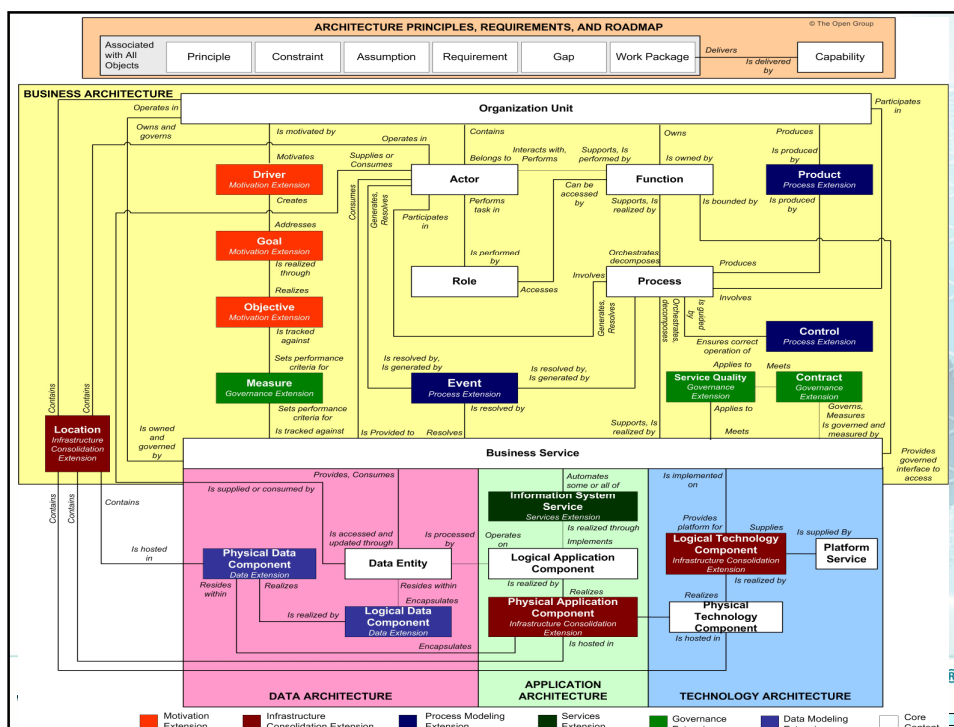 ARCHITECTURE PRINCIPLES, REQUIREMENTS, AND ROADMAP
© The Open Group
Associated
with All
Objects
Principle
Constraint
Assumption
Requirement
Gap
Work Package
Delivers
Is delivered
by
Capability
BUSINESS ARCHITECTURE
Operates in
Organization Unit
Participates
in
Owns and
governs
Is motivated by
Operates in
Contains
Owns
Produces
Motivates
Supplies or
Consumes
Belongs to
Interacts with,
Performs
Supports, Is
performed by
Is owned by
Is produced
by
Driver
Motivation Extension
Actor
Function
Product
Process Extension
Creates
Consumes
Generates,
Resolves
Performs
task in
Can be
accessed by
Supports, Is
realized by
Is bounded by
Is produced
by
Addresses
Participates
in
Goal
Motivation Extension
Is realized
through
Is performed
by
Orchestrates,
decomposes
Produces
Realizes
Role
Involves
Process
Accesses
Involves
Objective
Motivation Extension
Generates,
Resolves
Orchestrates,
decomposes
Is guided
by
Is tracked
against
Control
Process Extension
Ensures correct
operation of
Sets performance
criteria for
Is resolved by,
Is generated by
Is resolved by,
Is generated by
Applies to
Meets
Measure
Governance Extension
Event
Process Extension
Service Quality
Governance
Extension
Contract
Governance
Extension
Contains
Contains
Sets performance
criteria for
Is resolved by
Applies to
Governs,
Measures
Location
Infrastructure
Consolidation
Extension
Is owned
and
governed
by
Is tracked against
Is Provided to
Resolves
Supports, Is
realized by
Meets
Is governed and
measured by
Business Service
Provides
governed
interface to
access
Contains
Contains
Contains
Provides, Consumes
Is supplied or consumed by
Automates
some or all of
Is implemented
on
Information System
Service
Services Extension
Is accessed and
updated through
Is processed
by
Operates
on
Is realized through
Implements
Provides
platform for
Supplies
Is supplied By
Is hosted
in
Physical Data
Component
Data Extension
Data Entity
Logical Application
Component
Logical Technology
Component
Infrastructure Consolidation
Extension
Platform
Service
Resides
within
Realizes
Resides within
Is realized by
Is realized by
Realizes
Realizes
Encapsulates
Is realized by
Logical Data
Component
Data Extension
Physical Application
Component
Infrastructure Consolidation
Extension
Physical
Technology
Component
Encapsulates
Is hosted in
Is hosted in
DATA ARCHITECTURE
APPLICATION
ARCHITECTURE
TECHNOLOGY ARCHITECTURE
Motivation
Infrastructure
Process Modeling
Services
Governance
Data Modeling
Core